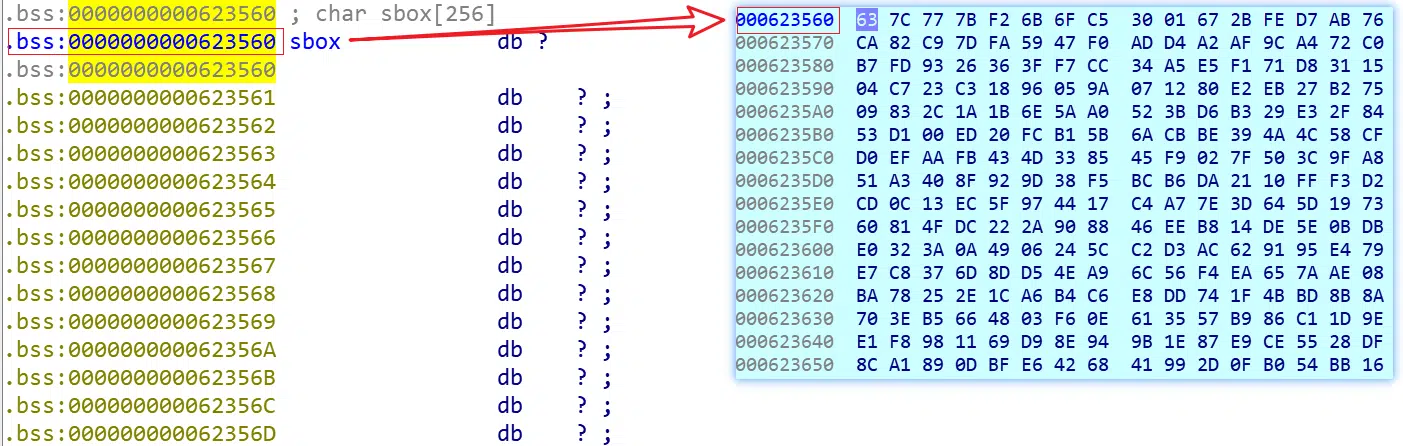 .bss:0000000000623560 ; char sbox[256]
.bss:0000000000623560 sbox db ?
.bss:0000000000623560
.bss:0000000000623561 db ? ;
.bss:0000000000623562 db ? ;
.bss:0000000000623563 db ? ;
.bss:0000000000623564 db ? ;
.bss:0000000000623565 db ? ;
.bss:0000000000623566 db ? ;
.bss:0000000000623567 db ? ;
.bss:0000000000623568 db ? ;
.bss:0000000000623569 db ? ;
.bss:000000000062356A db ? ;
.bss:000000000062356B db ? ;
.bss:000000000062356C db ? ;
.bss:000000000062356D db ? ;
000623560 63 7C 77 7B F2 6B 6F C5 30 01 67 2B FE D7 AB 76
000623570 CA 82 C9 7D FA 59 47 F0 AD D4 A2 AF 9C A4 72 C0
000623580 B7 FD 93 26 36 3F F7 CC 34 A5 E5 F1 71 D8 31 15
000623590 04 C7 23 C3 18 96 05 9A 07 12 80 E2 EB 27 B2 75
0006235A0 09 83 2C 1A 1B 6E 5A A0 52 3B D6 B3 29 E3 2F 84
0006235B0 53 D1 00 ED 20 FC B1 5B 6A CB BE 39 4A 4C 58 CF
0006235C0 D0 EF AA FB 43 4D 33 85 45 F9 02 7F 50 3C 9F A8
0006235D0 51 A3 40 8F 92 9D 38 F5 BC B6 DA 21 10 FF F3 D2
0006235E0 CD 0C 13 EC 5F 97 44 17 C4 A7 7E 3D 64 5D 19 73
0006235F0 60 81 4F DC 22 2A 90 88 46 EE B8 14 DE 5E 0B DB
000623600 E0 32 3A 0A 49 06 24 5C C2 D3 AC 62 91 95 E4 79
000623610 E7 C8 37 6D 8D D5 4E A9 6C 56 F4 EA 65 7A AE 08
000623620 BA 78 25 2E 1C A6 B4 C6 E8 DD 74 1F 4B BD 8B 8A
000623630 70 3E B5 66 48 03 F6 0E 61 35 57 B9 86 C1 1D 9E
000623640 E1 F8 98 11 69 D9 8E 94 9B 1E 87 E9 CE 55 28 DF
000623650 8C A1 89 0D BF E6 42 68 41 99 2D 0F B0 54 BB 16